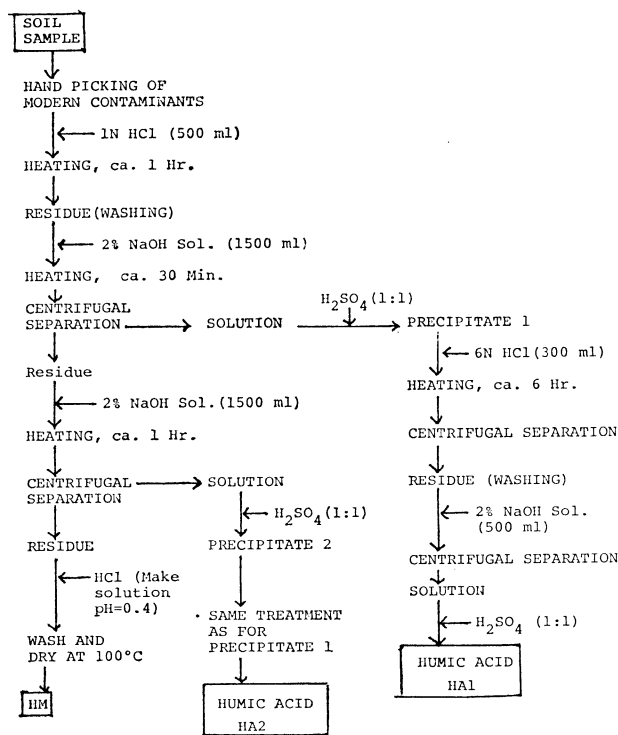 SOIL
SAMPLE
HAND PICKING OF
MODERN CONTAMINANTS
1N HCl (500 ml)
HEATING, ca. 1 Hr.
RESIDUE(WASHING)
2% NaOH Sol. (1500 ml)
HEATING, ca. 30 Min.
CENTRIFUGAL
SEPARATION
SOLUTION
H2SO4(1:1)
PRECIPITATE 1
6N HCl(300 ml)
HEATING, ca. 6 Hr.
CENTRIFUGAL SEPARATION
RESIDUE (WASHING)
2% NaOH Sol.
(500 ml)
CENTRIFUGAL SEPARATION
SOLUTION
H2SO4 (1:1)
HUMIC ACID
HA1
Residue
2% NaOH Sol.(1500 ml)
HEATING, ca. 1 Hr.
CENTRIFUGAL
SEPARATION
SOLUTION
H2SO4(1:1)
PRECIPITATE 2
SAME TREATMENT
AS FOR
PRECIPITATE 1
HUMIC ACID
HA2
RESIDUE
HCl (Make
solution
pH=0.4)
WASH AND
DRY AT 100°C
HM